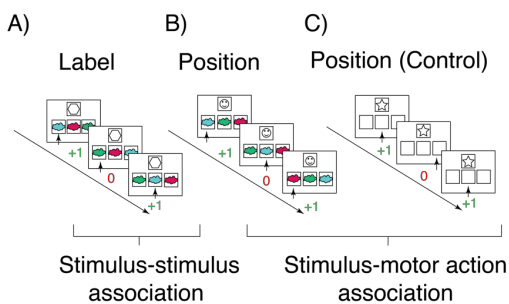 A)
B)
C)
Label
Position
Position (Control)
+1
0
+1
+1
0
+1
+1
0
+1
Stimulus-stimulus
association
Stimulus-motor action
association